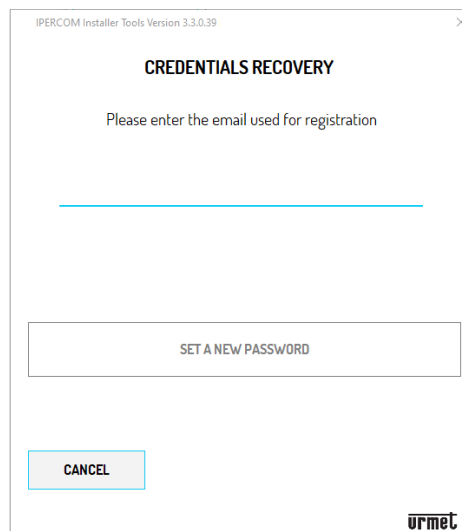 IPERCOM Installer Tools Version 3.3.0.39
CREDENTIALS RECOVERY
Please enter the email used for registration
SET A NEW PASSWORD
CANCEL
urmet